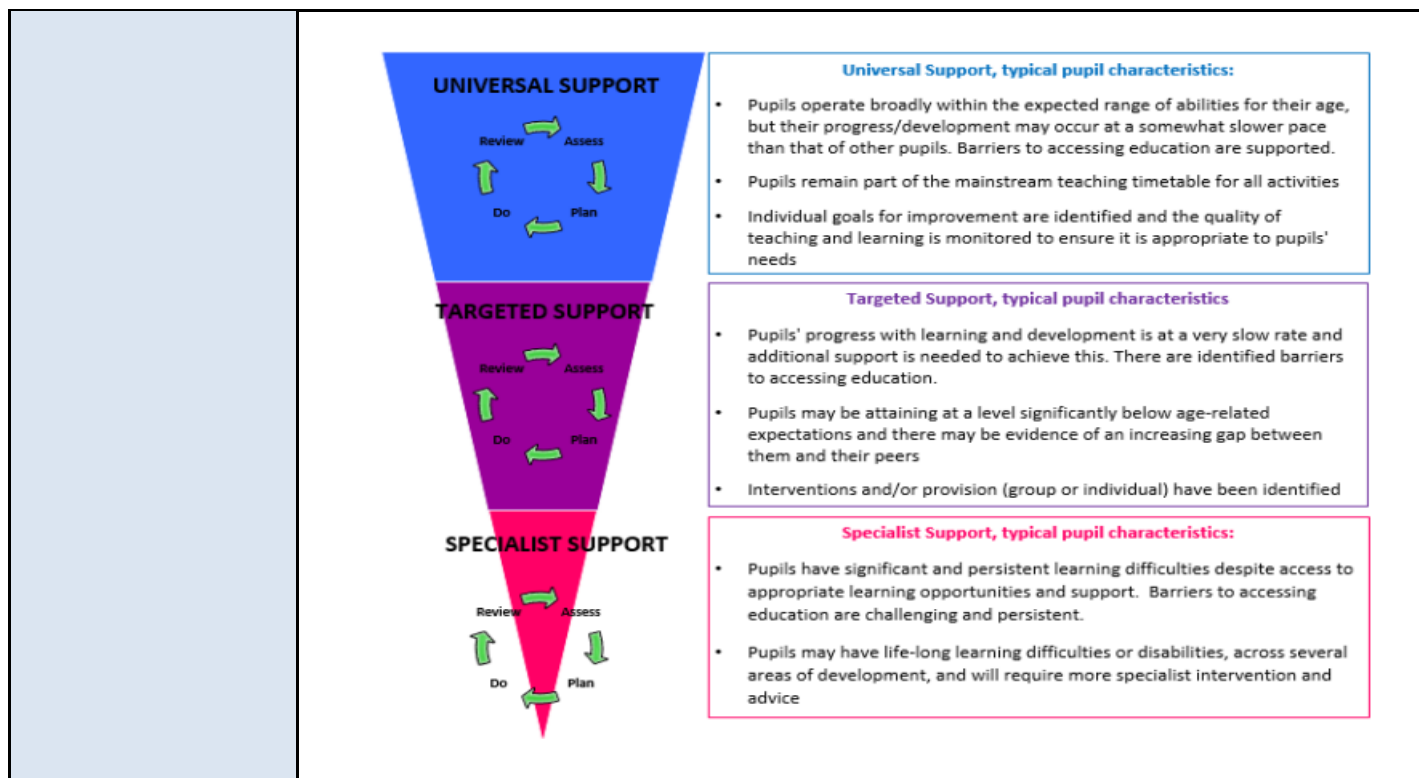 UNIVERSAL SUPPORT
Review
Assess
Do
Plan
Universal Support, typical pupil characteristics:
• Pupils operate broadly within the expected range of abilities for their age,
but their progress/development may occur at a somewhat slower pace
than that of other pupils. Barriers to accessing education are supported.
• Pupils remain part of the mainstream teaching timetable for all activities
• Individual goals for improvement are identified and the quality of
teaching and learning is monitored to ensure it is appropriate to pupils'
needs
TARGETED SUPPORT
Review
Assess
Do
Plan
Targeted Support, typical pupil characteristics
• Pupils' progress with learning and development is at a very slow rate and
additional support is needed to achieve this. There are identified barriers
to accessing education.
• Pupils may be attaining at a level significantly below age-related
expectations and there may be evidence of an increasing gap between
them and their peers
• Interventions and/or provision (group or individual) have been identified
SPECIALIST SUPPORT
Review
Assess
Do
Plan
Specialist Support, typical pupil characteristics:
• Pupils have significant and persistent learning difficulties despite access to
appropriate learning opportunities and support. Barriers to accessing
education are challenging and persistent.
• Pupils may have life-long learning difficulties or disabilities, across several
areas of development, and will require more specialist intervention and
advice